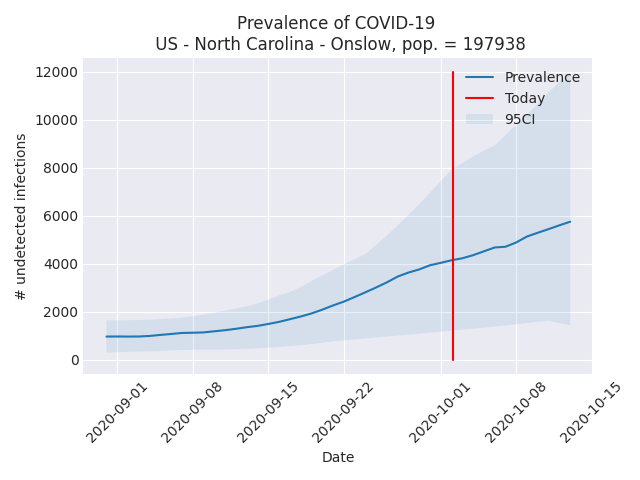 Prevalence of COVID-19
US - North Carolina - Onslow, pop. = 197938
12000
10000
8000
6000
4000
2000
0
# undetected infections
Prevalence
Today
95CI
2020-09-01
2020-09-08
2020-09-15
2020-09-22
2020-10-01
2020-10-08
2020-10-15
Date